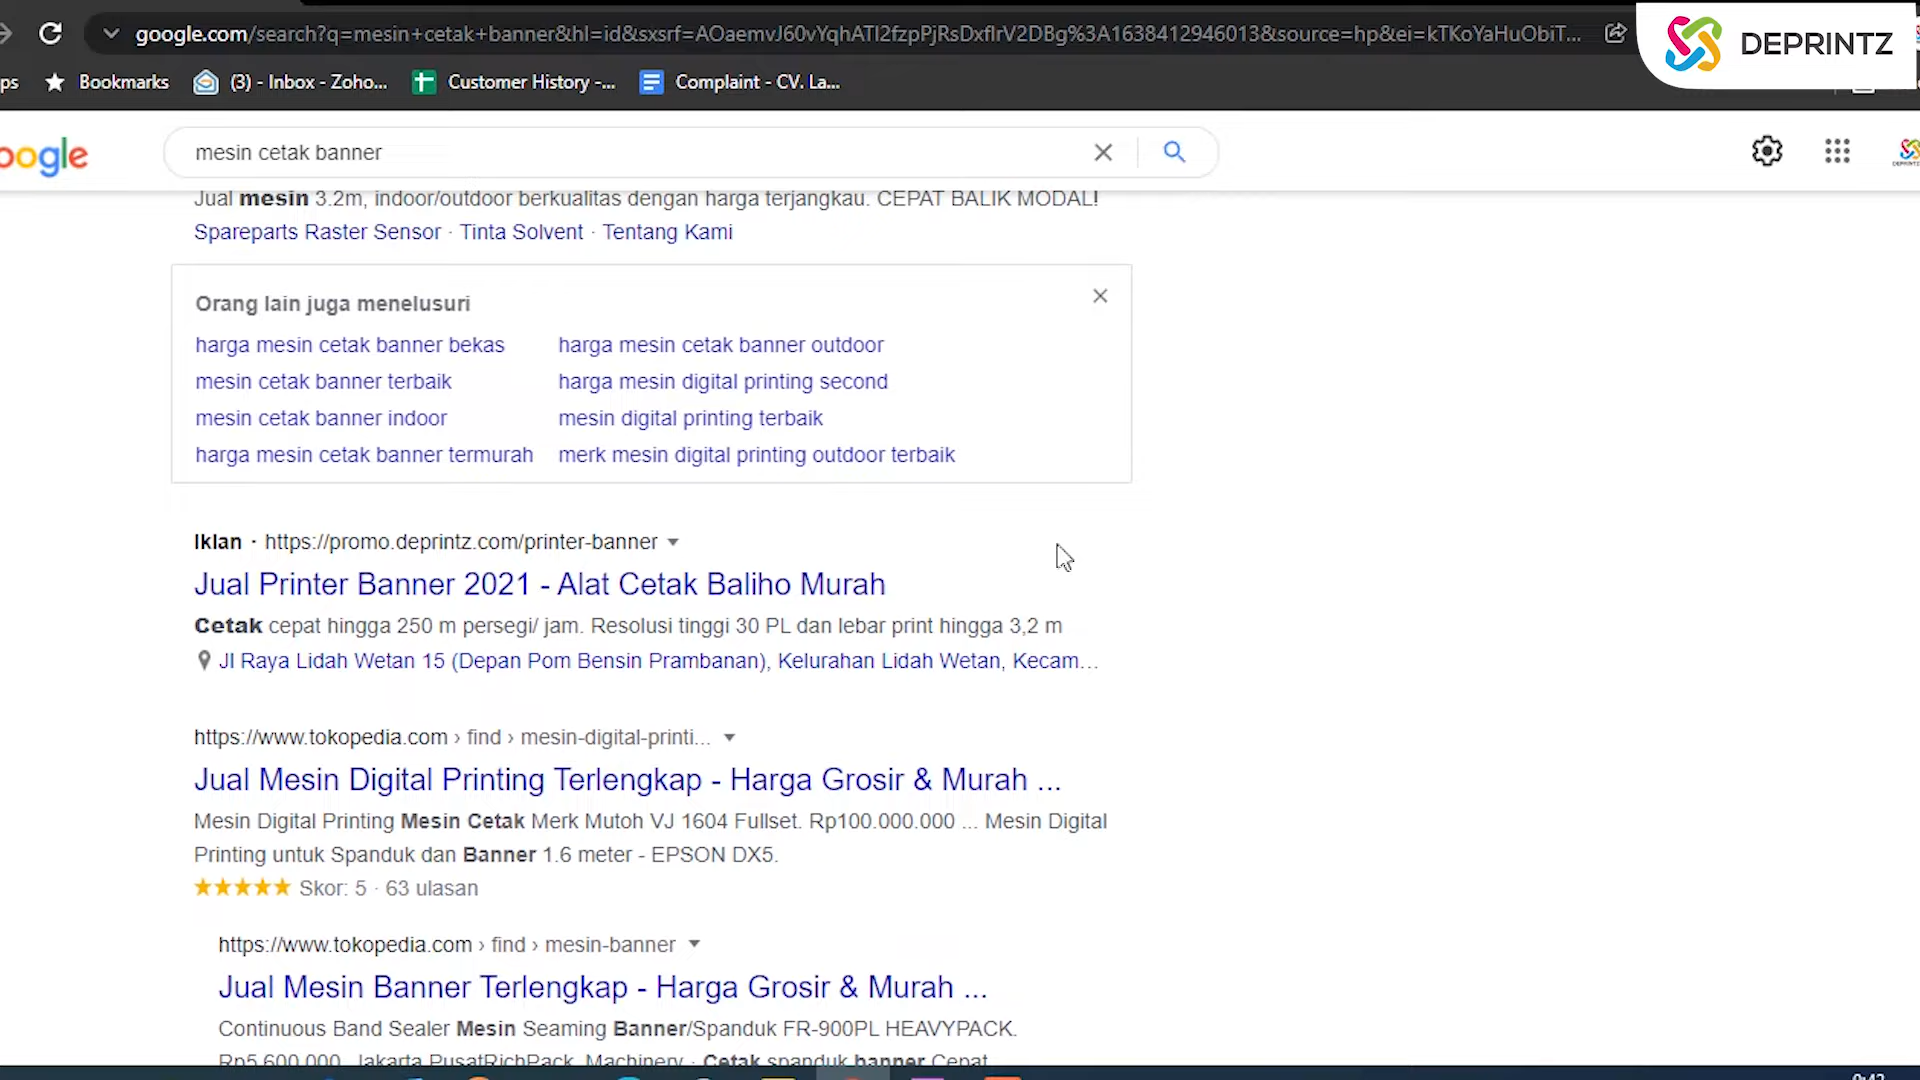 google.com/search?q=mesin+cetak+banner&hl=id&sxsrf=AOaemvJ60vYqhATI2fzpPjRsDxfIrV2DBg%3A1638412946013&source=hp&ei=kTKoYaHuObiT...
DEPRINTZ
ps Bookmarks (3) - Inbox - Zoho... Customer History -... Complaint - CV. La...
oogle mesin cetak banner
Jual mesin 3.2m, indoor/outdoor berkualitas dengan harga terjangkau. CEPAT BALIK MODAL!
Spareparts Raster Sensor · Tinta Solvent · Tentang Kami
Orang lain juga menelusuri
harga mesin cetak banner bekas harga mesin cetak banner outdoor
mesin cetak banner terbaik harga mesin digital printing second
mesin cetak banner indoor mesin digital printing terbaik
harga mesin cetak banner termurah merk mesin digital printing outdoor terbaik
Iklan · https://promo.deprintz.com/printer-banner
Jual Printer Banner 2021 - Alat Cetak Baliho Murah
Cetak cepat hingga 250 m persegi/ jam. Resolusi tinggi 30 PL dan lebar print hingga 3,2 m
Jl Raya Lidah Wetan 15 (Depan Pom Bensin Prambanan), Kelurahan Lidah Wetan, Kecam...
https://www.tokopedia.com › find › mesin-digital-printi...
Jual Mesin Digital Printing Terlengkap - Harga Grosir & Murah ...
Mesin Digital Printing Mesin Cetak Merk Mutoh VJ 1604 Fullset. Rp100.000.000 ... Mesin Digital
Printing untuk Spanduk dan Banner 1.6 meter - EPSON DX5.
★★★★★ Skor: 5 · 63 ulasan
https://www.tokopedia.com › find › mesin-banner
Jual Mesin Banner Terlengkap - Harga Grosir & Murah ...
Continuous Band Sealer Mesin Seaming Banner/Spanduk FR-900PL HEAVYPACK.
Rp5.600.000. Jakarta PusatRichPack. Machinery · Cetak spanduk banner Cepat